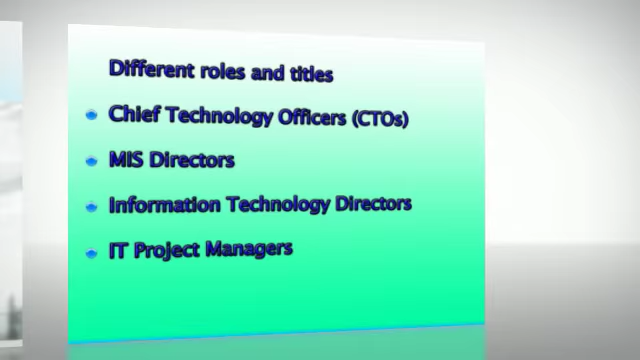 Different roles and titles
Chief Technology Officers (CTOs)
MIS Directors
Information Technology Directors
IT Project Managers